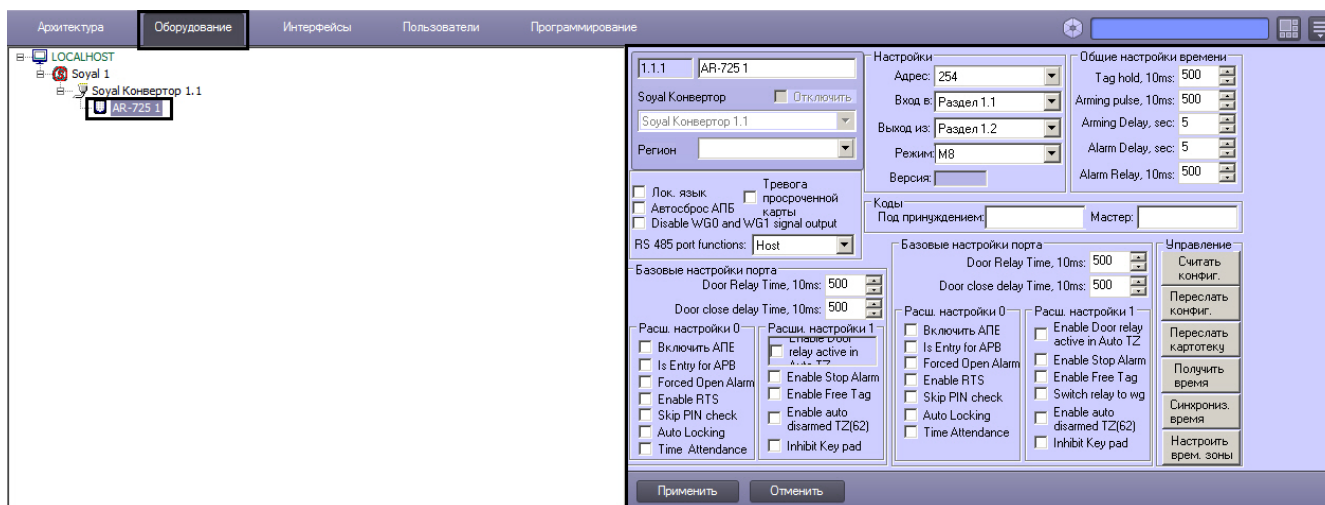 Архитектура Оборудование Интерфейсы Пользователи Программирование
LOCALHOST
Soyal 1
Soyal Конвертор 1.1
AR-725 1
1.1.1 AR-725 1
Soyal Конвертор Отключить
Soyal Конвертор 1.1
Регион
Настройки
Адрес: 254
Вход в: Раздел 1.1
Выход из: Раздел 1.2
Режим: M8
Версия:
Общие настройки времени
Tag hold, 10ms: 500
Arming pulse, 10ms: 500
Arming Delay, sec: 5
Alarm Delay, sec: 5
Alarm Relay, 10ms: 500
Лок. язык
Автосброс АПБ
Тревога
просроченной
карты
Disable WG0 and WG1 signal output
RS 485 port functions: Host
Коды
Под принуждением: Мастер:
Базовые настройки порта
Door Relay Time, 10ms: 500
Door close delay Time, 10ms: 500
Расш. настройки 0
Включить АПЕ
Is Entry for APB
Forced Open Alarm
Enable RTS
Skip PIN check
Auto Locking
Time Attendance
Расши. настройки 1
Enable Door
relay active in
Enable Stop Alarm
Enable Free Tag
Enable auto
disarmed TZ(62)
Inhibit Key pad
Базовые настройки порта
Door Relay Time, 10ms: 500
Door close delay Time, 10ms: 500
Расш. настройки 0
Включить АПЕ
Is Entry for APB
Forced Open Alarm
Enable RTS
Skip PIN check
Auto Locking
Time Attendance
Расш. настройки 1
Enable Door relay
active in Auto TZ
Enable Stop Alarm
Enable Free Tag
Switch relay to wg
Enable auto
disarmed TZ(62)
Inhibit Key pad
Управление
Считать
конфиг.
Переслать
конфиг.
Переслать
картотеку
Получить
время
Синхрониз.
время
Настроить
врем. зоны
Применить Отменить